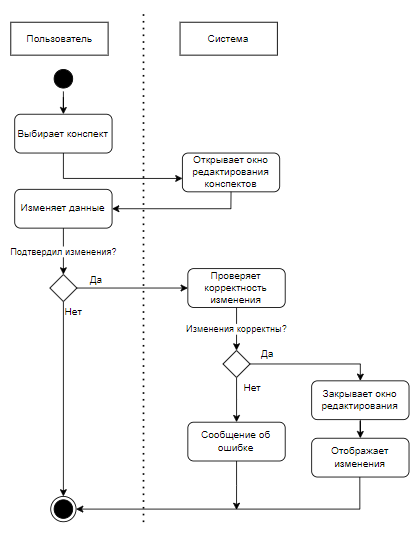 Пользователь
Система
Выбирает конспект
Открывает окно
редактирования
конспектов
Изменяет данные
Подтвердил изменения?
Да
Нет
Проверяет
корректность
изменения
Изменения корректны?
Да
Нет
Закрывает окно
редактирования
Сообщение об
ошибке
Отображает
изменения